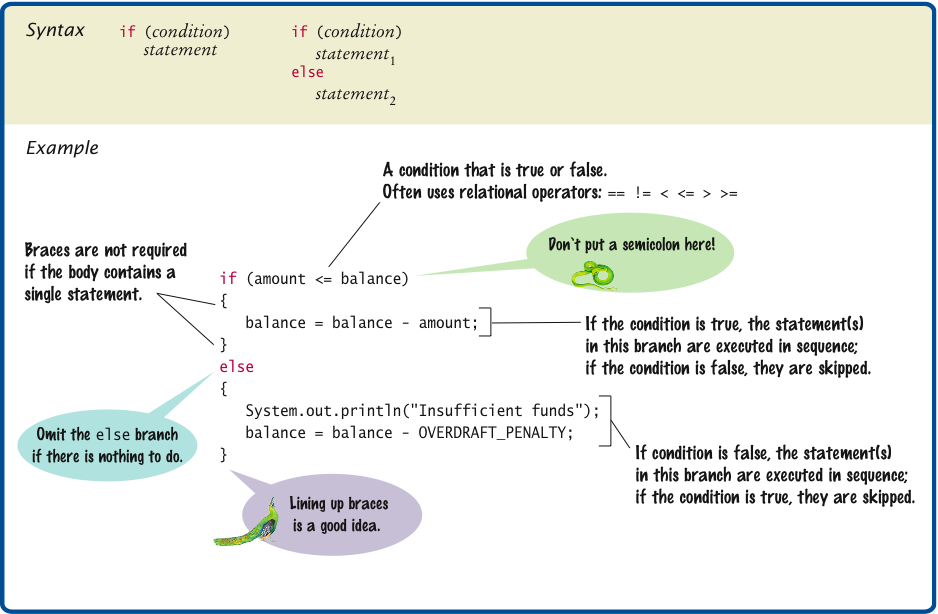 Syntax
if (condition)
statement
if (condition)
statement1
else
statement2
Example
A condition that is true or false.
Often uses relational operators: == != < <= > >=
Braces are not required
if the body contains a
single statement.
Don't put a semicolon here!
if (amount <= balance)
{
balance = balance - amount;
}
else
{
System.out.println("Insufficient funds");
balance = balance - OVERDRAFT_PENALTY;
}
If the condition is true, the statement(s)
in this branch are executed in sequence;
if the condition is false, they are skipped.
Omit the else branch
if there is nothing to do.
If condition is false, the statement(s)
in this branch are executed in sequence;
if the condition is true, they are skipped.
Lining up braces
is a good idea.